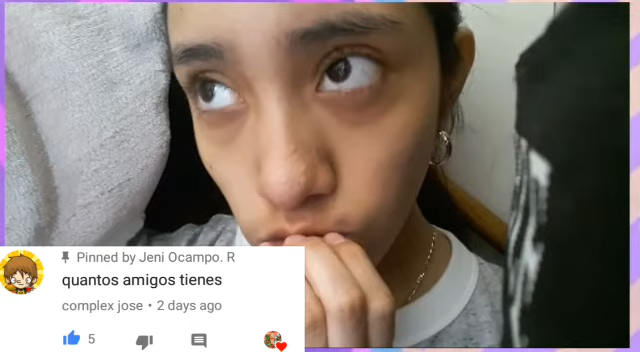 Pinned by Jeni Ocampo. R
quantos amigos tienes
complex jose • 2 days ago
5